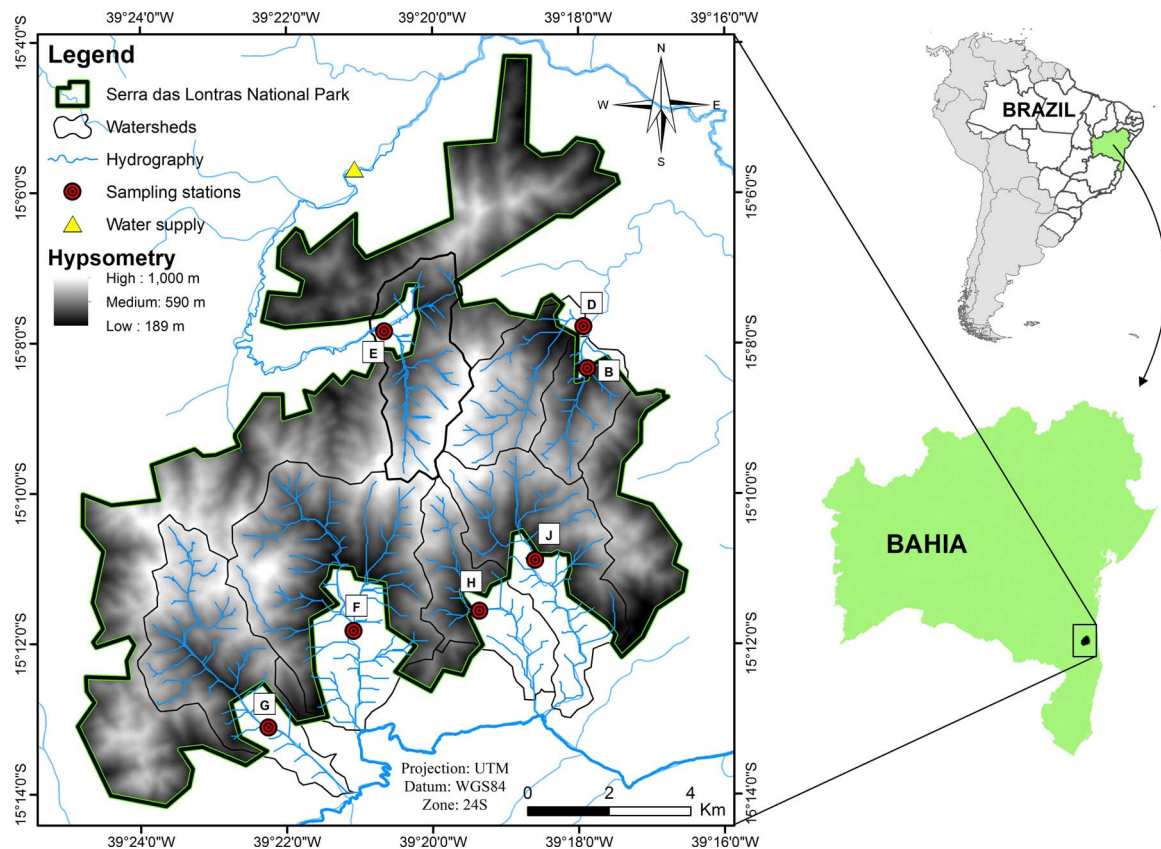 39°24'0"W 39°22'0"W 39°20'0"W 39°18'0"W 39°16'0"W
15°4'0"S
15°6'0"S
15°8'0"S
15°10'0"S
15°12'0"S
15°14'0"S
Legend
Serra das Lontras National Park
Watersheds
Hydrography
Sampling stations
Water supply
Hypsometry
High : 1,000 m
Medium: 590 m
Low : 189 m
N
W E
S
D
E
B
J
H
F
G
Projection: UTM
Datum: WGS84
Zone: 24S
0 2 4
Km
15°4'0"S
15°6'0"S
15°8'0"S
15°10'0"S
15°12'0"S
15°14'0"S
39°24'0"W 39°22'0"W 39°20'0"W 39°18'0"W 39°16'0"W
BRAZIL
BAHIA